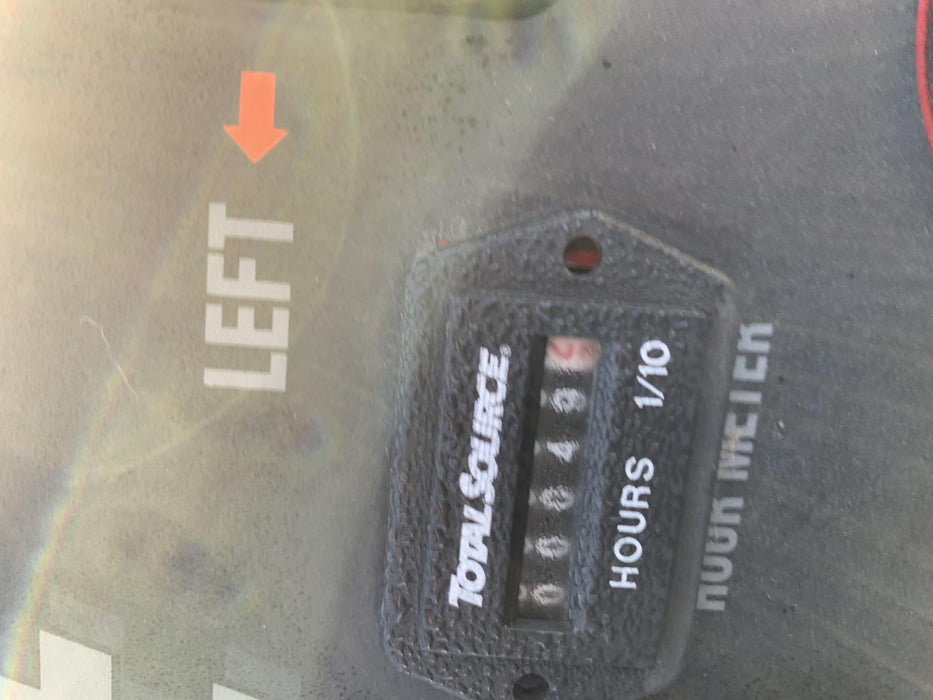 LEFT
TOTALSOURCE®
HOURS 1/10
HOUR METER